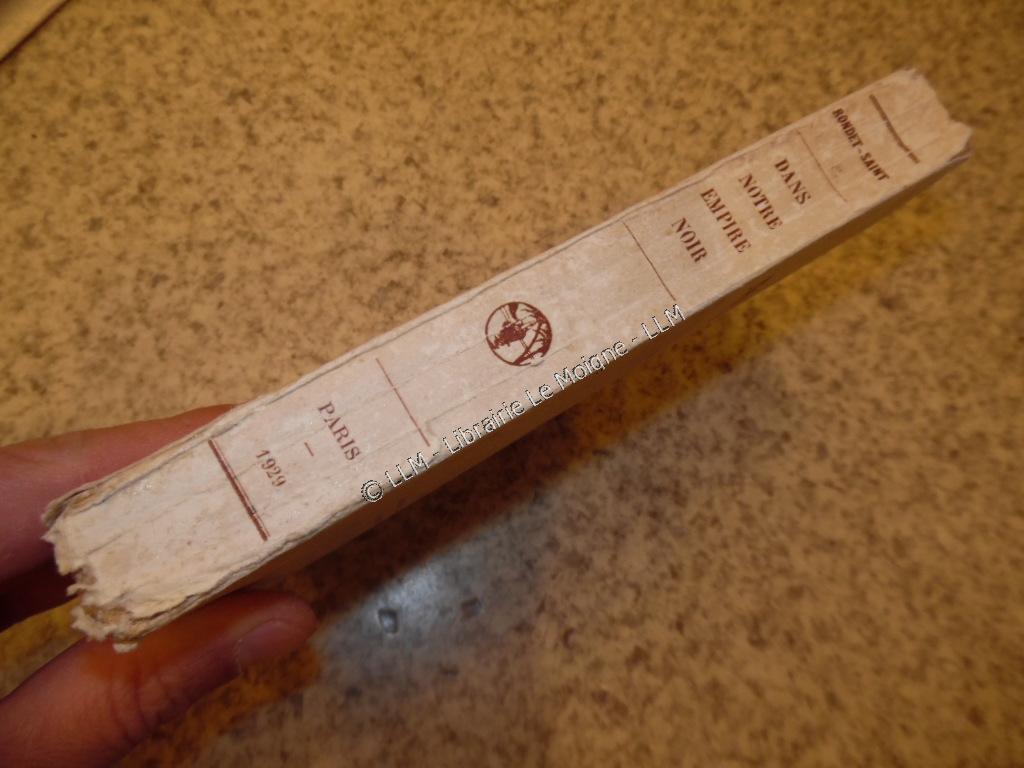 RONDET-SAINT
DANS
NOTRE
EMPIRE
NOIR
PARIS
1929
© LLM - Librairie Le Moigne - LLM